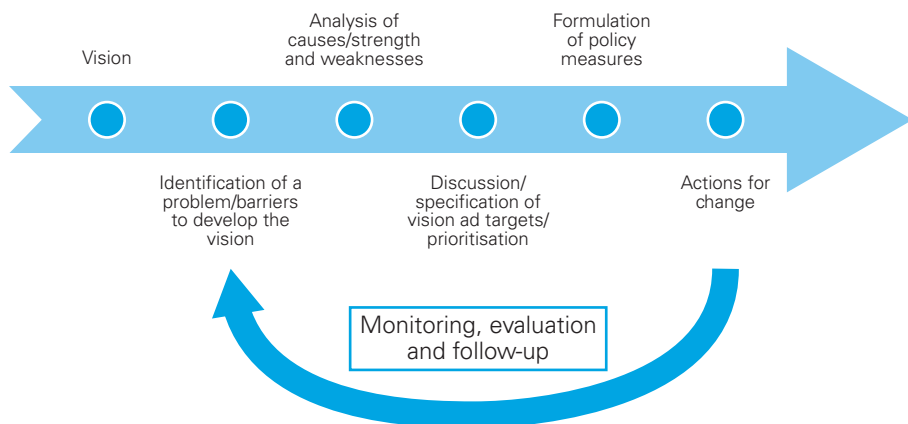 Vision
Identification of a
problem/barriers
to develop the
vision
Analysis of
causes/strength
and weaknesses
Discussion/
specification of
vision ad targets/
prioritisation
Formulation
of policy
measures
Actions for
change
Monitoring, evaluation
and follow-up